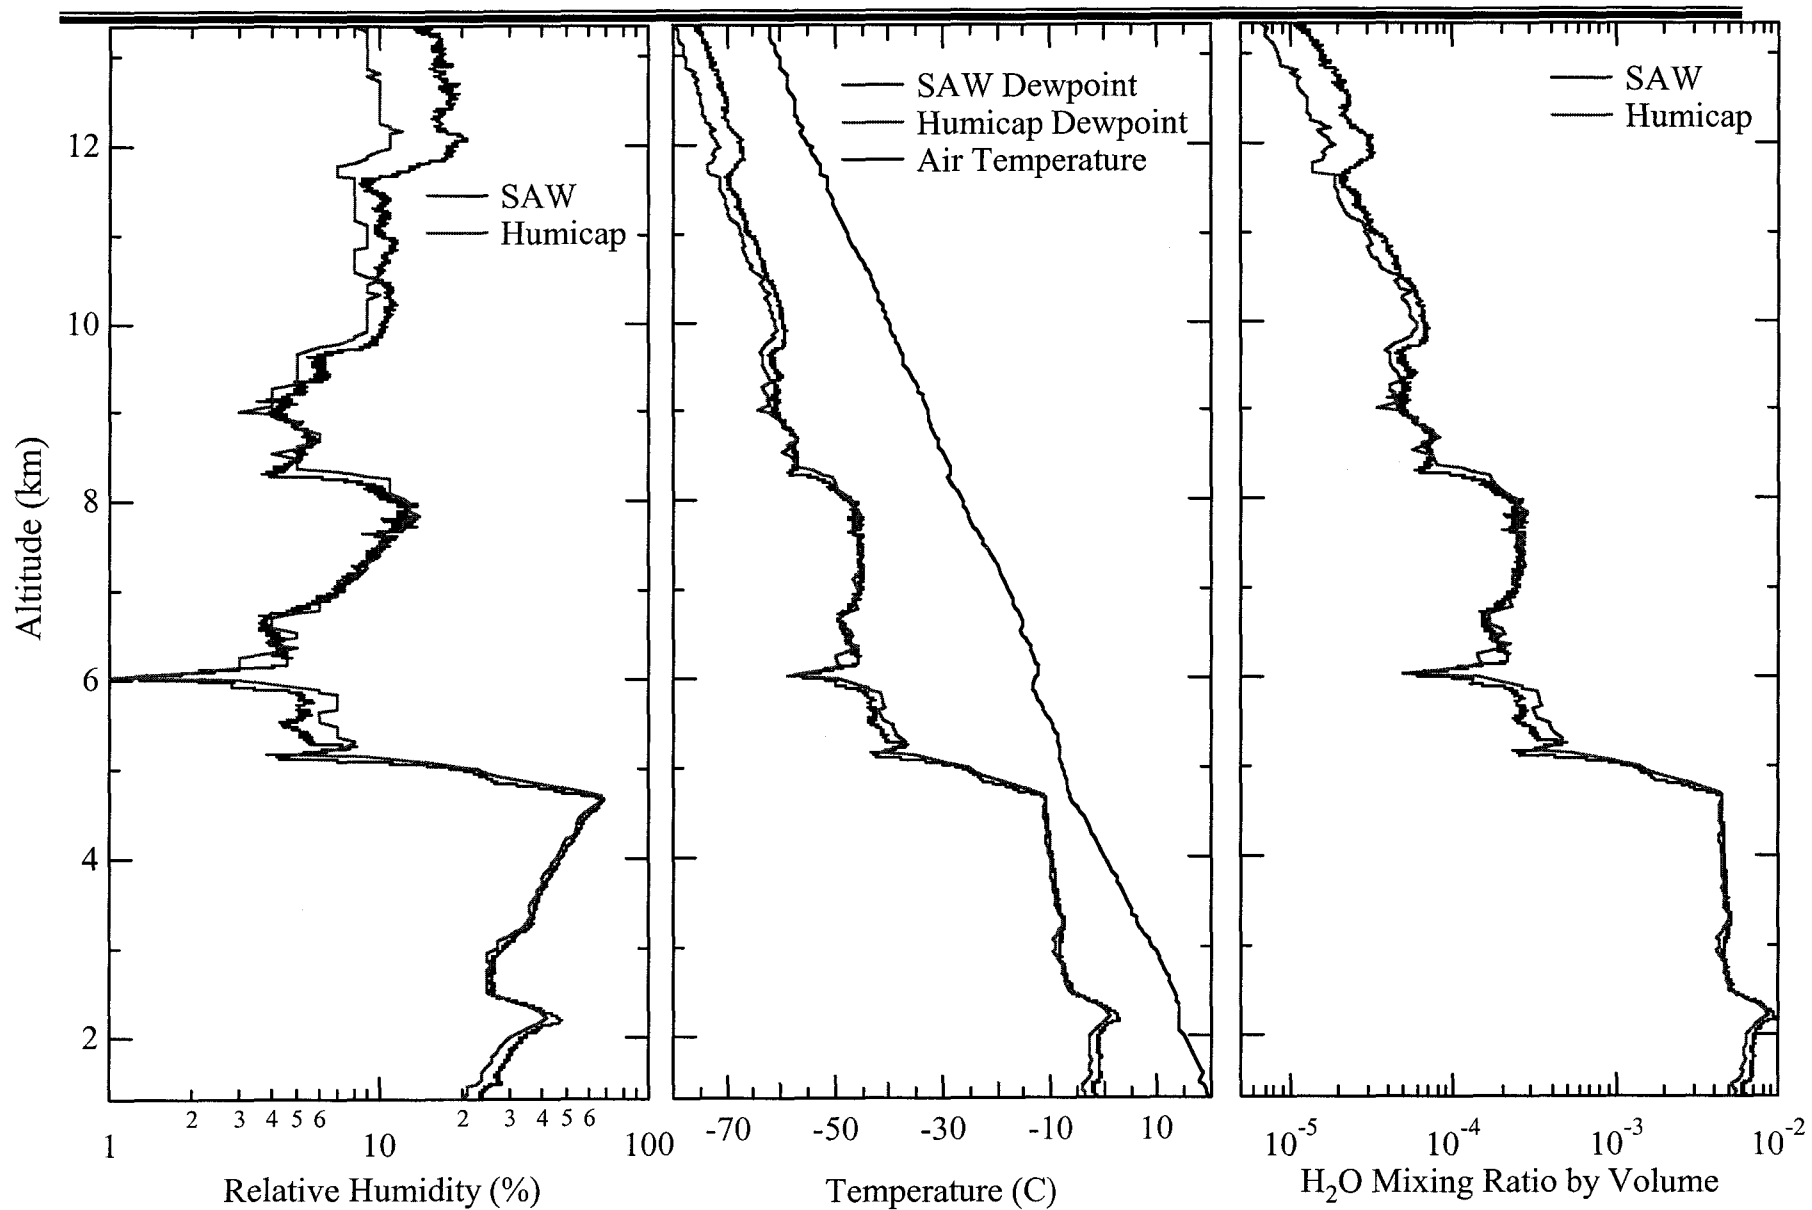 SAW
Humicap
SAW Dewpoint
Humicap Dewpoint
Air Temperature
SAW
Humicap
Altitude (km)
12
10
8
6
4
2
2 3 4 5 6 2 3 4 5 6
1 10 100
Relative Humidity (%)
-70 -50 -30 -10 10
Temperature (C)
10⁻⁵ 10⁻⁴ 10⁻³ 10⁻²
H₂O Mixing Ratio by Volume